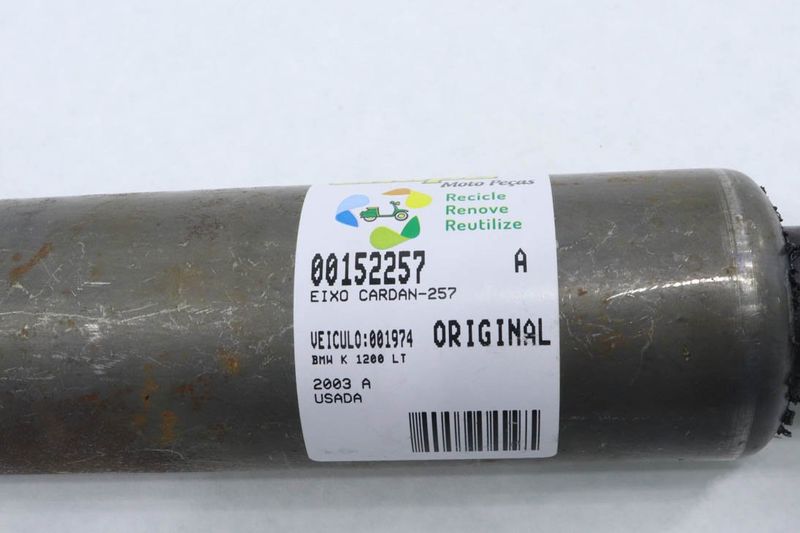 Moto Peças
Recicle
Renove
Reutilize
00152257 A
EIXO CARDAN-257
VEICULO:001974 ORIGINAL
BMW K 1200 LT
2003 A
USADA